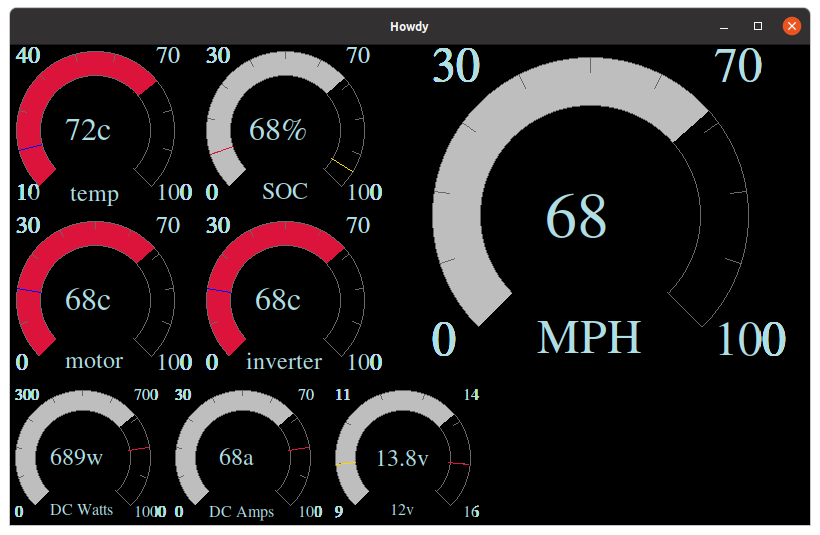 Howdy
40 70 30 70 30 70
72c 68%
10 temp 100 0 SOC 100
30 70 30 70
68
68c 68c
0 motor 100 0 inverter 100 0 MPH 100
300 700 30 70 11 14
689w 68a 13.8v
0 DC Watts 1000 0 DC Amps 100 9 12v 16